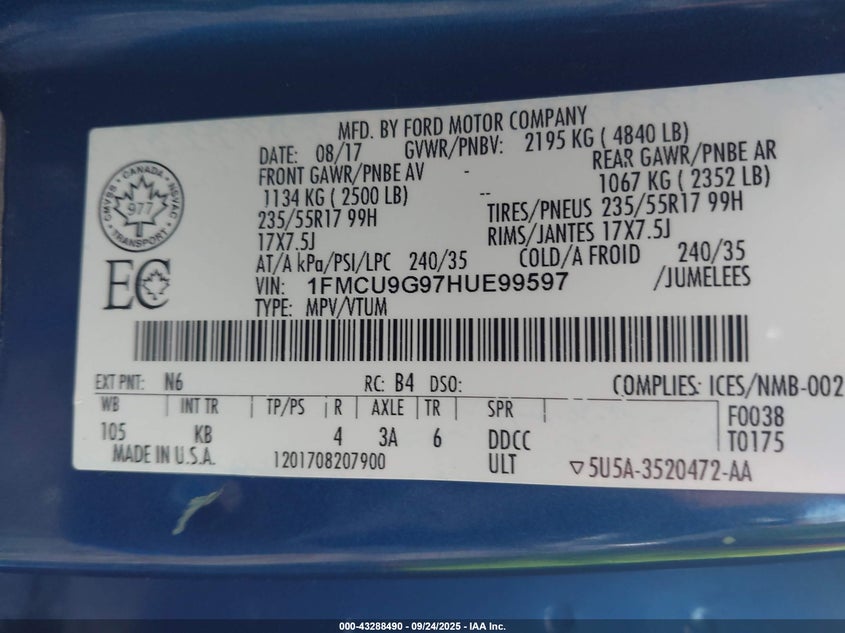 MFD. BY FORD MOTOR COMPANY
DATE: 08/17 GVWR/PNBV: 2195 KG ( 4840 LB)
FRONT GAWR/PNBE AV - REAR GAWR/PNBE AR
1134 KG ( 2500 LB) -- 1067 KG ( 2352 LB)
235/55R17 99H TIRES/PNEUS 235/55R17 99H
17X7.5J RIMS/JANTES 17X7.5J
AT/A kPa/PSI/LPC 240/35 COLD/A FROID 240/35
VIN: 1FMCU9G97HUE99597 /JUMELEES
TYPE: MPV/VTUM
CMVSS · CANADA · NSVAC
977
TRANSPORT
EC
EXT PNT: N6 RC: B4 DSO: COMPLIES: ICES/NMB-002
WB | INT TR | TP/PS | R | AXLE | TR | SPR | F0038
105 KB 4 3A 6 DDCC T0175
MADE IN U.S.A. 1201708207900 ULT ▽5U5A-3520472-AA
000-43288490 - 09/24/2025 - IAA Inc.